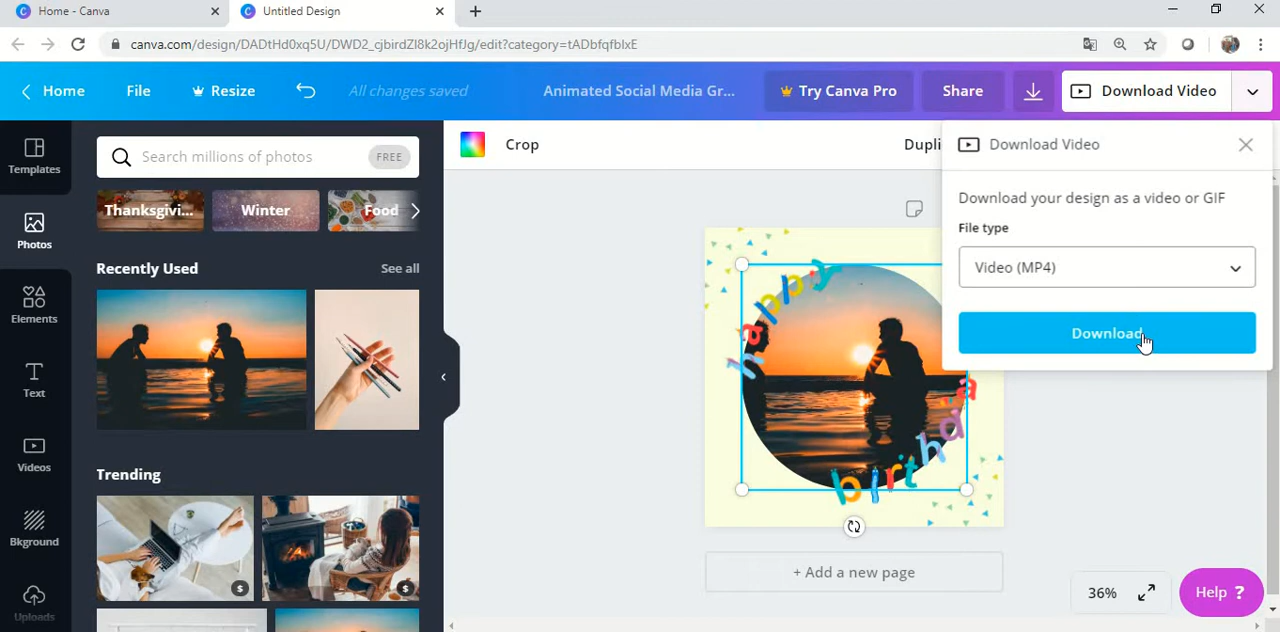 Home - Canva
Untitled Design
canva.com/design/DADtHd0xq5U/DWD2_cjbirdZl8k2ojHfJg/edit?category=tADbfqfblxE
Home
File
Resize
All changes saved
Animated Social Media Gr...
Try Canva Pro
Share
Download Video
Templates
Photos
Elements
Text
Videos
Bkground
Uploads
Search millions of photos
FREE
Thanksgivi...
Winter
Food
Recently Used
See all
Trending
$
$
Crop
Dupli
Download Video
Download your design as a video or GIF
File type
Video (MP4)
Download
happy
birthda
+ Add a new page
36%
Help ?